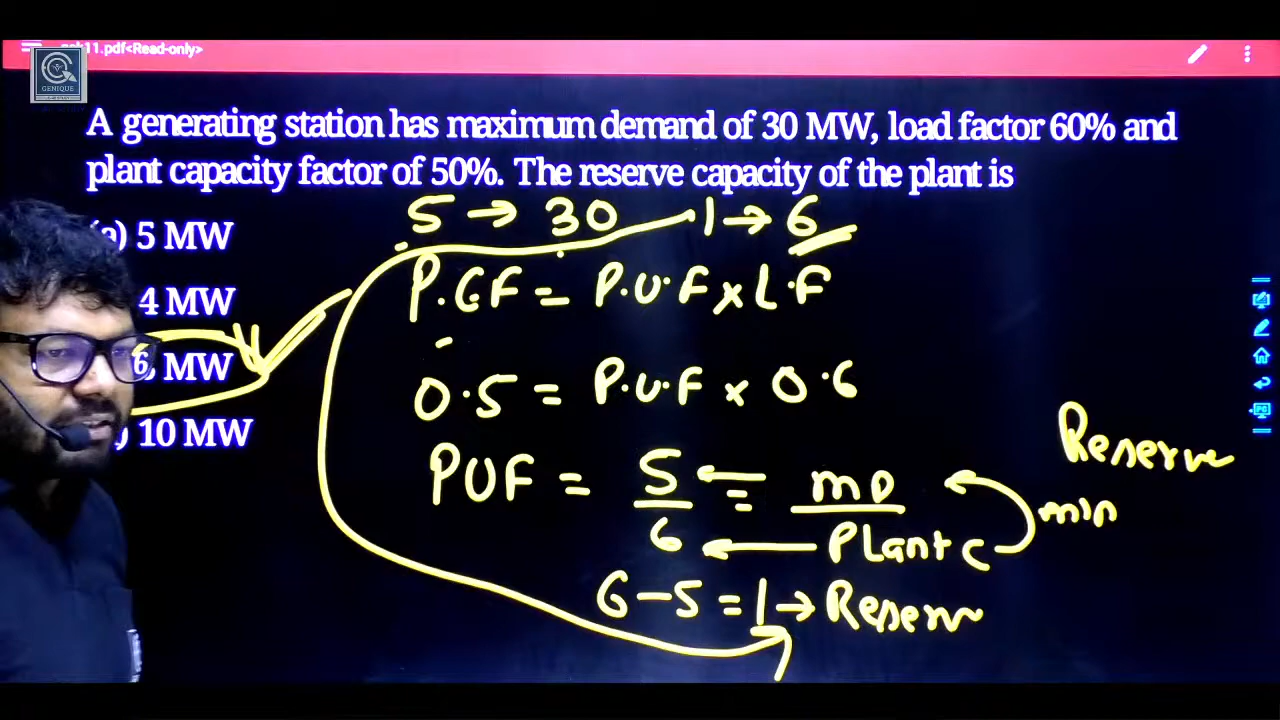 11.pdf<Read-only>
GENIQUE
A generating station has maximum demand of 30 MW, load factor 60% and
plant capacity factor of 50%. The reserve capacity of the plant is
5 → 30 1 → 6
) 5 MW
P.CF = P.U.F x L.F
4 MW
6 MW
0.5 = P.U.F x 0.6
) 10 MW
Reserve
PUF = 5/6 = MD/Plant C
min
6-5 = 1 → Reserv